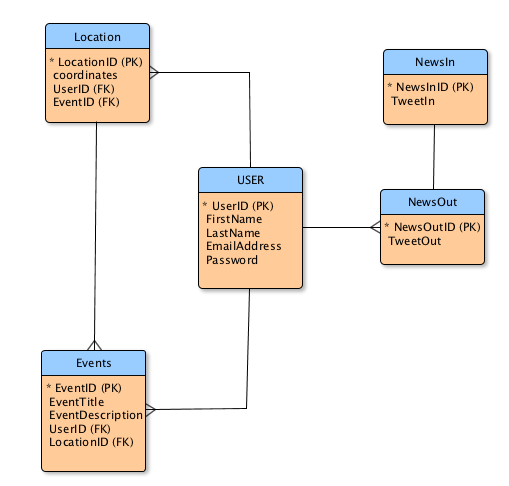 Location
* LocationID (PK)
coordinates
UserID (FK)
EventID (FK)
NewsIn
* NewsInID (PK)
TweetIn
USER
* UserID (PK)
FirstName
LastName
EmailAddress
Password
NewsOut
* NewsOutID (PK)
TweetOut
Events
* EventID (PK)
EventTitle
EventDescription
UserID (FK)
LocationID (FK)